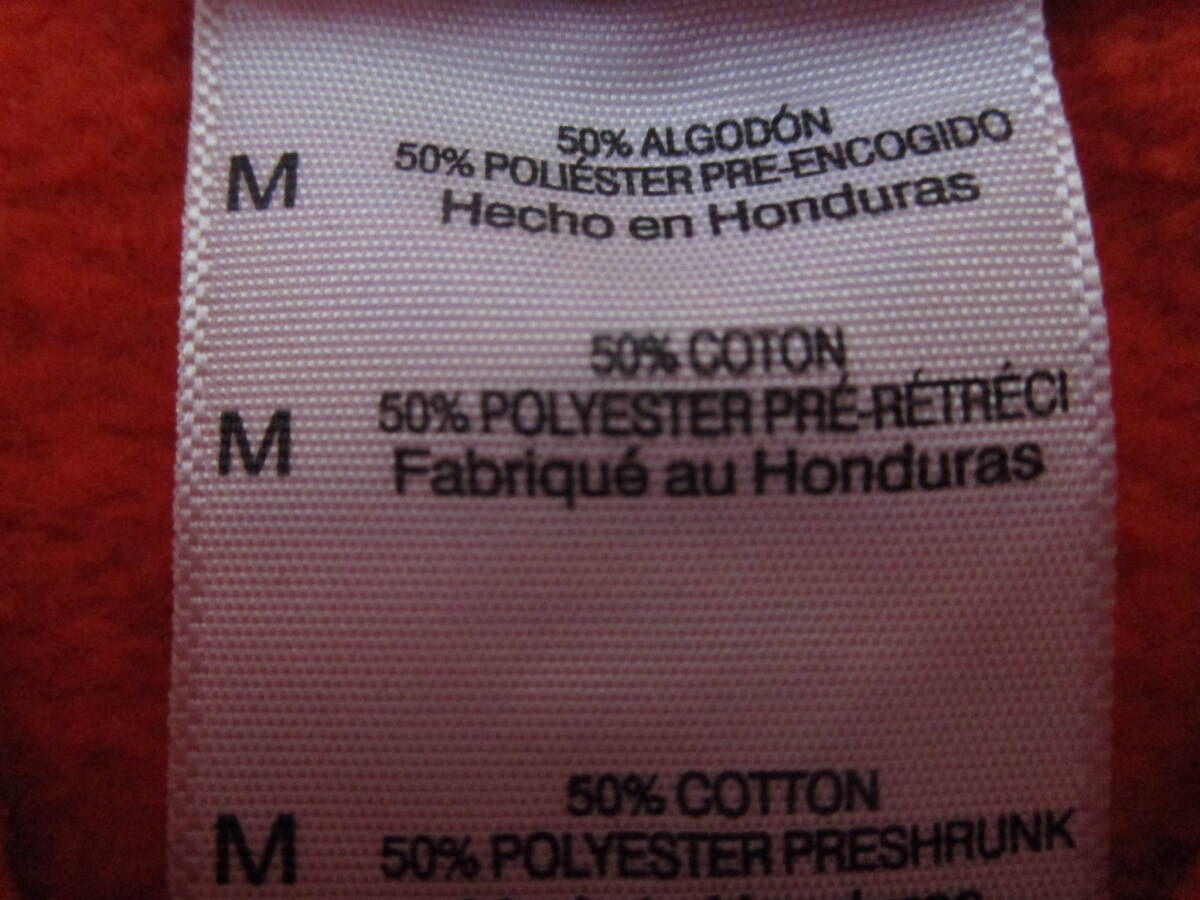 50% ALGODÓN
M 50% POLIÉSTER PRE-ENCOGIDO
Hecho en Honduras
50% COTON
M 50% POLYESTER PRÉ-RÉTRÉCI
Fabriqué au Honduras
50% COTTON
M 50% POLYESTER PRESHRUNK